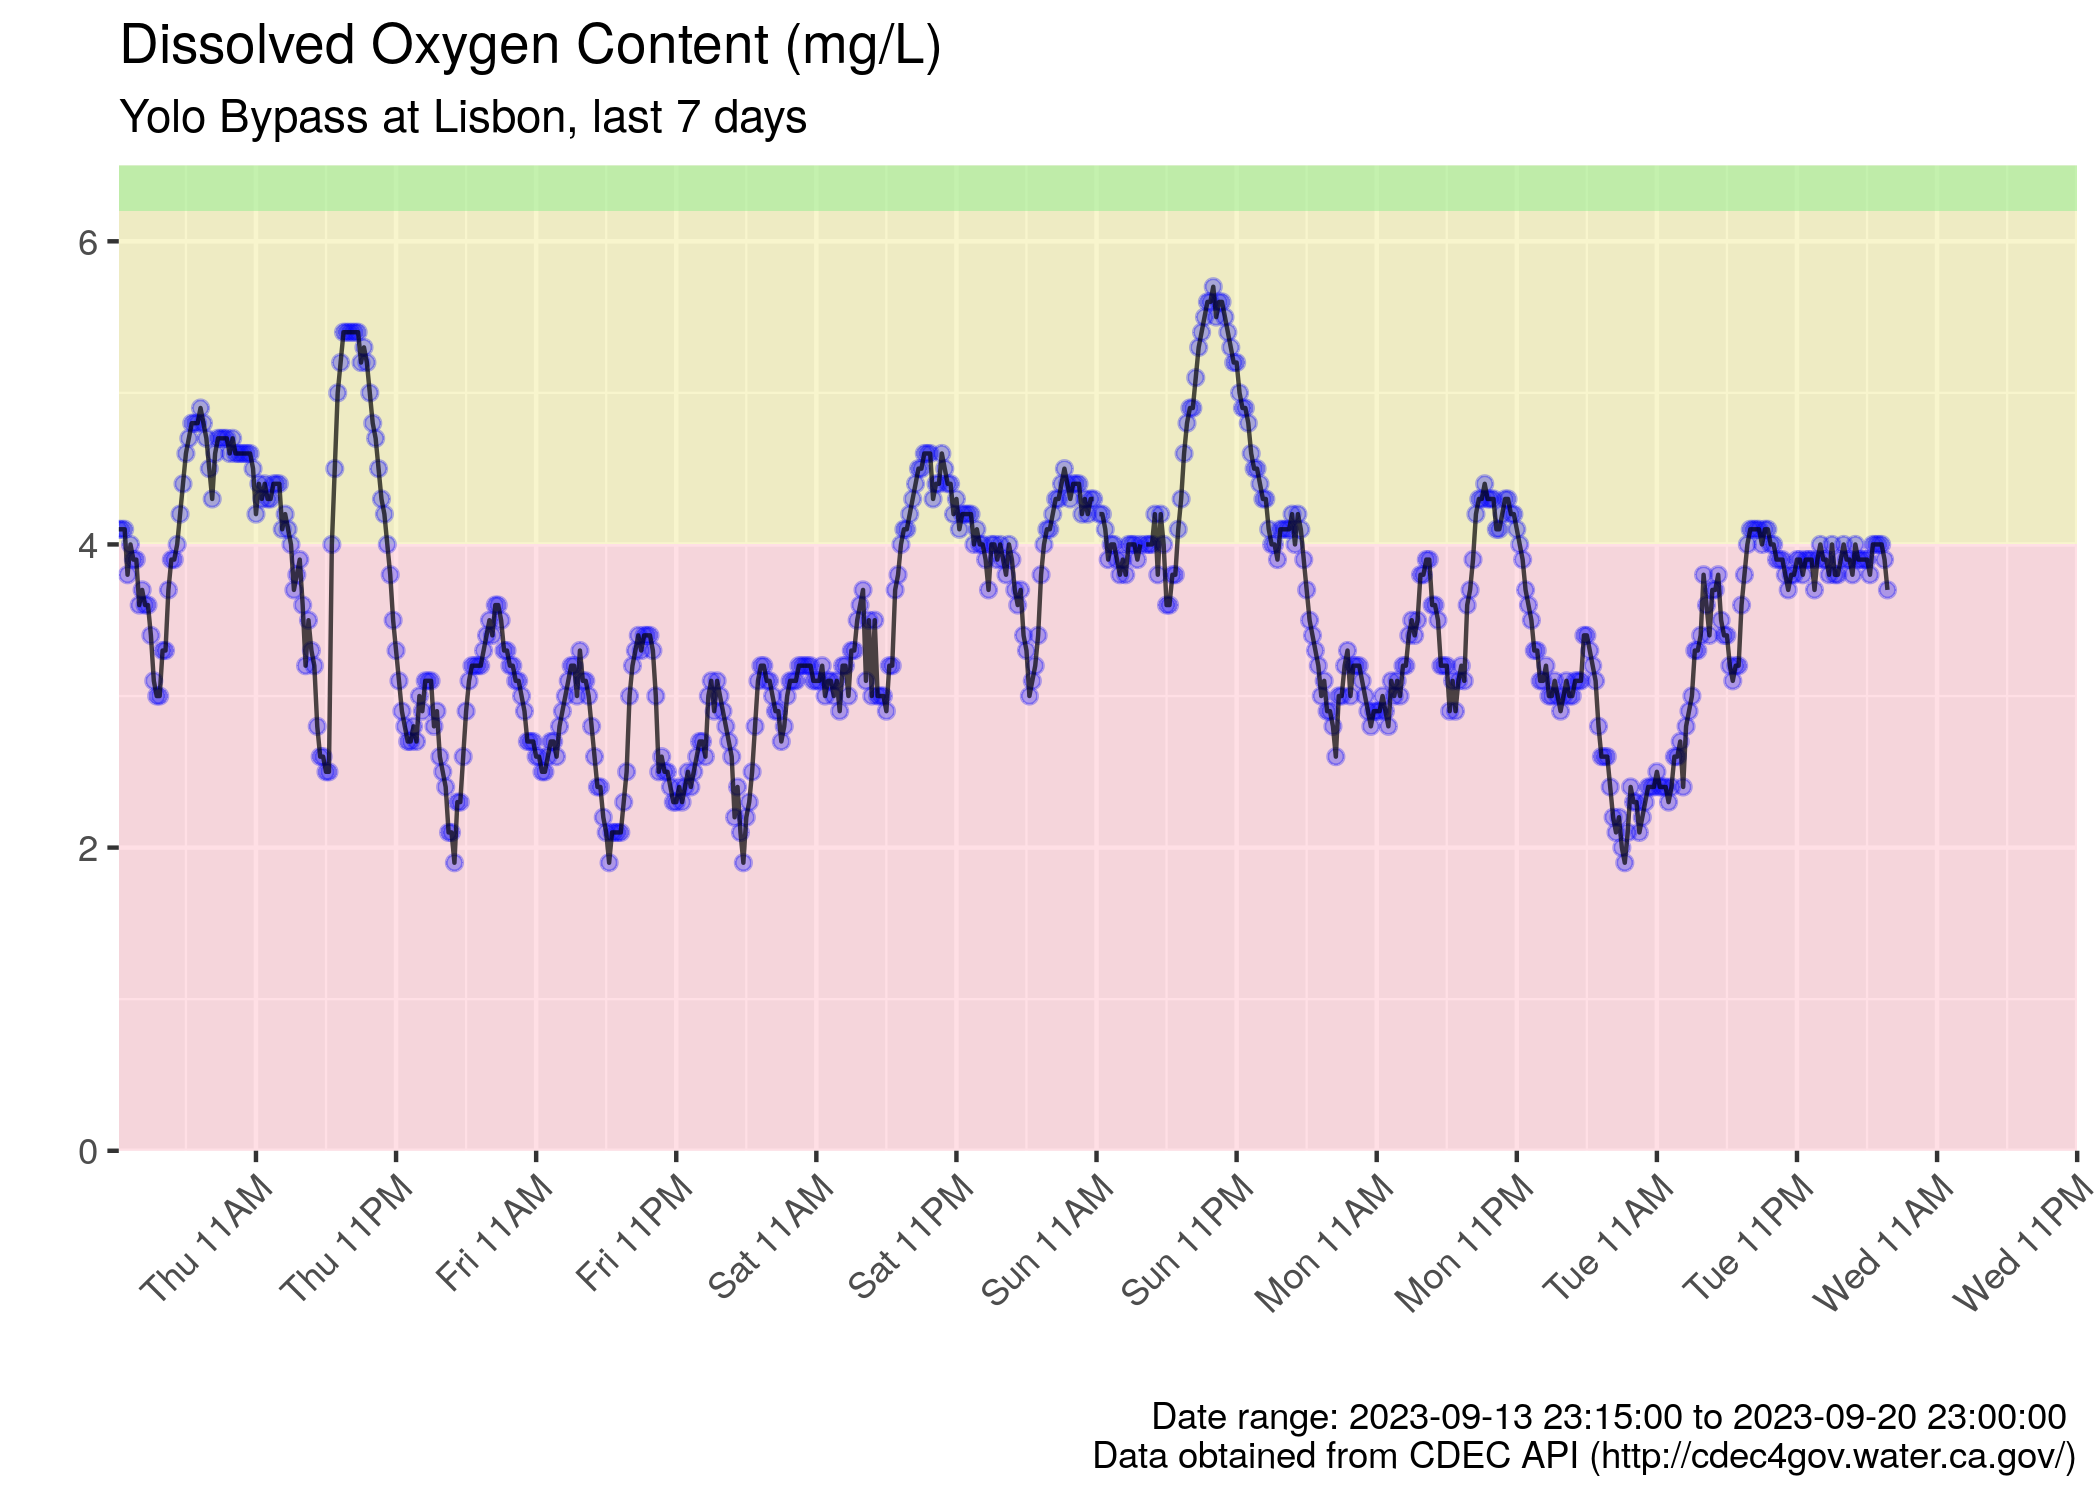 Dissolved Oxygen Content (mg/L)
Yolo Bypass at Lisbon, last 7 days
6
4
2
0
Thu 11AM
Thu 11PM
Fri 11AM
Fri 11PM
Sat 11AM
Sat 11PM
Sun 11AM
Sun 11PM
Mon 11AM
Mon 11PM
Tue 11AM
Tue 11PM
Wed 11AM
Wed 11PM
Date range: 2023-09-13 23:15:00 to 2023-09-20 23:00:00
Data obtained from CDEC API (http://cdec4gov.water.ca.gov/)